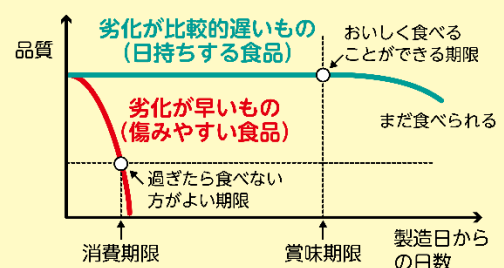 劣化が比較的遅いもの
(日持ちする食品)
品質
おいしく食べる
ことができる期限
劣化が早いもの
(傷みやすい食品)
まだ食べられる
過ぎたら食べない
方がよい期限
消費期限
賞味期限
製造日から
の日数